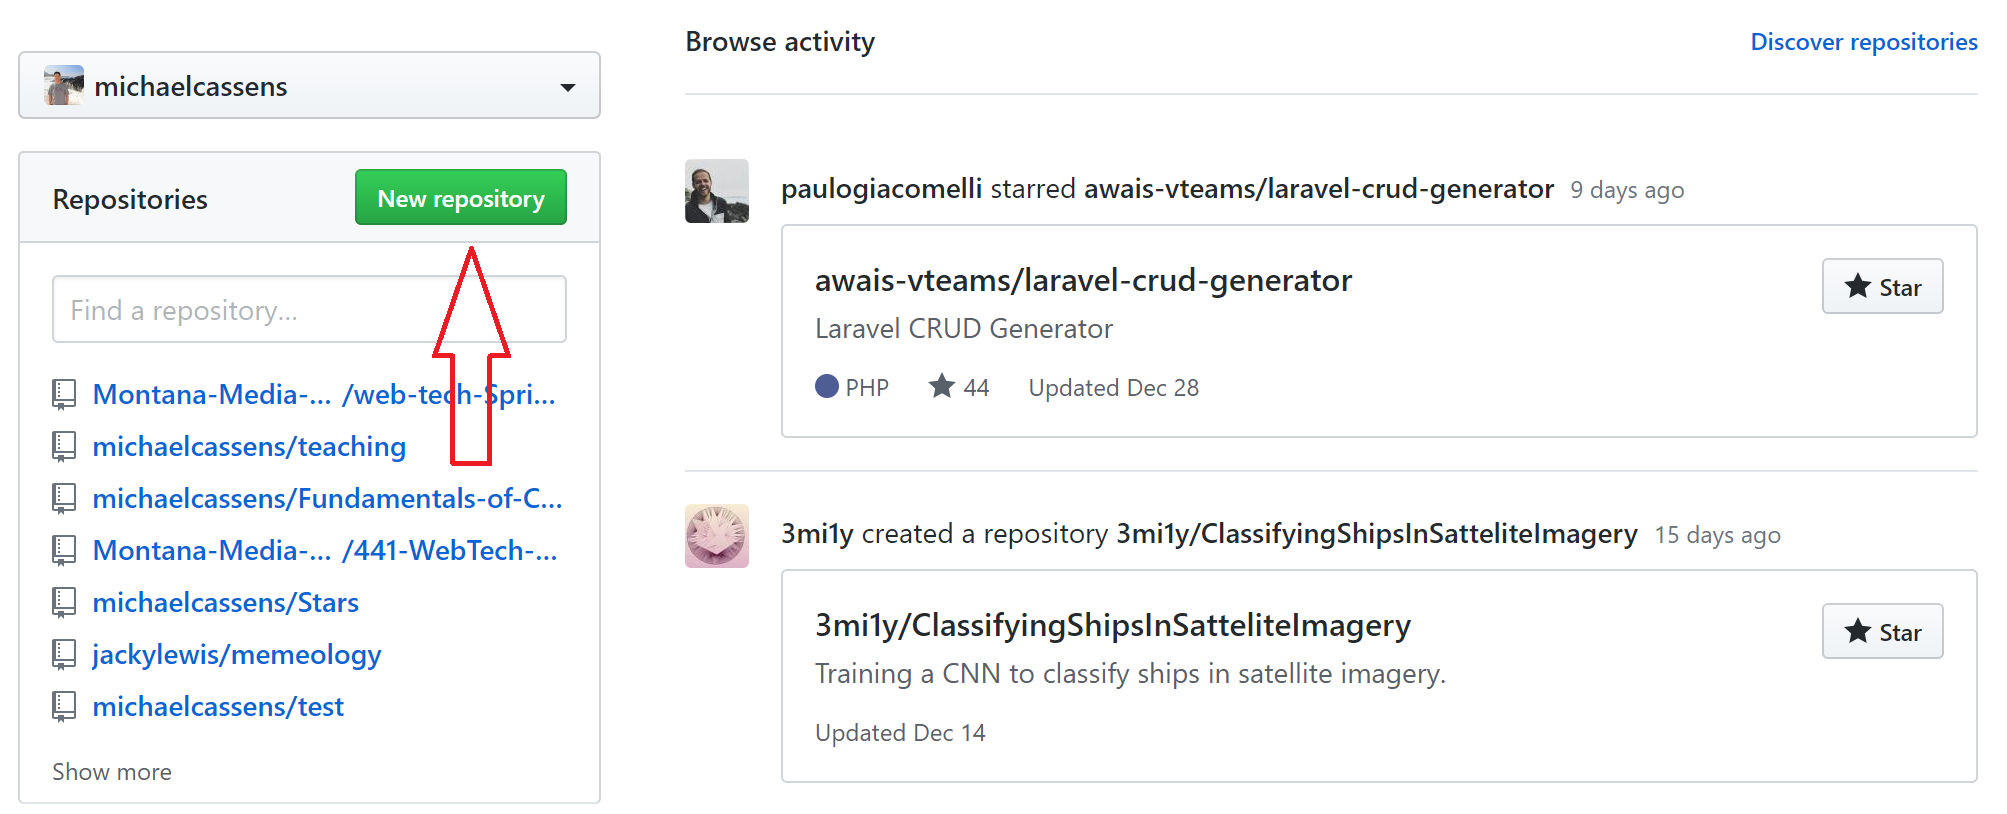 michaelcassens
Repositories
New repository
Find a repository...
Montana-Media-... /web-tech-Spri...
michaelcassens/teaching
michaelcassens/Fundamentals-of-C...
Montana-Media-... /441-WebTech-...
michaelcassens/Stars
jackylewis/memeology
michaelcassens/test
Show more
Browse activity
Discover repositories
paulogiacomelli starred awais-vteams/laravel-crud-generator 9 days ago
awais-vteams/laravel-crud-generator
Star
Laravel CRUD Generator
PHP 44 Updated Dec 28
3mi1y created a repository 3mi1y/ClassifyingShipsInSatteliteImagery 15 days ago
3mi1y/ClassifyingShipsInSatteliteImagery
Star
Training a CNN to classify ships in satellite imagery.
Updated Dec 14